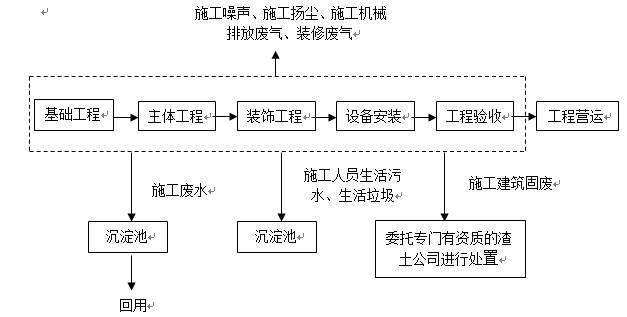 施工噪声、施工扬尘、施工机械
排放废气、装修废气
基础工程
主体工程
装饰工程
设备安装
工程验收
工程营运
施工废水
施工人员生活污
水、生活垃圾
施工建筑固废
沉淀池
沉淀池
委托专门有资质的渣
土公司进行处置
回用